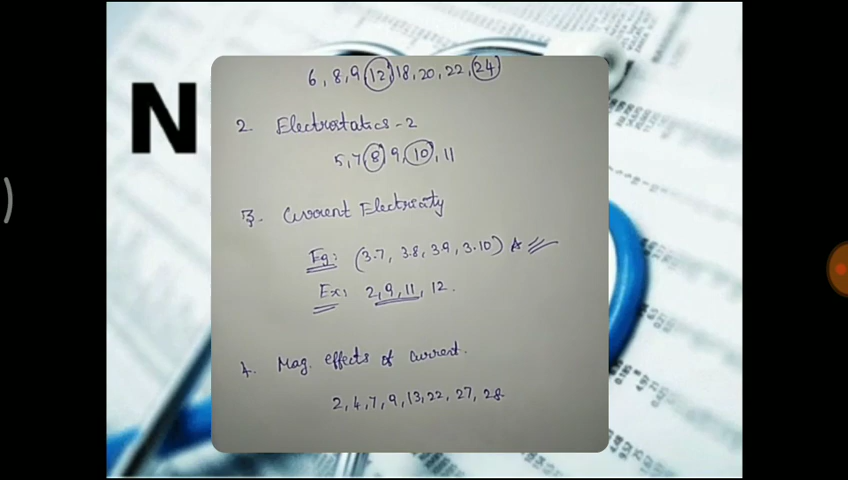 6, 8, 9, 12, 18, 20, 22, 24
N
2. Electrostatics - 2
5, 7, 8, 9, 10, 11
3. Current Electricity
Eg: (3.7, 3.8, 3.9, 3.10)
Ex: 2, 9, 11, 12.
4. Mag. effects of current.
2, 4, 7, 9, 13, 22, 27, 28